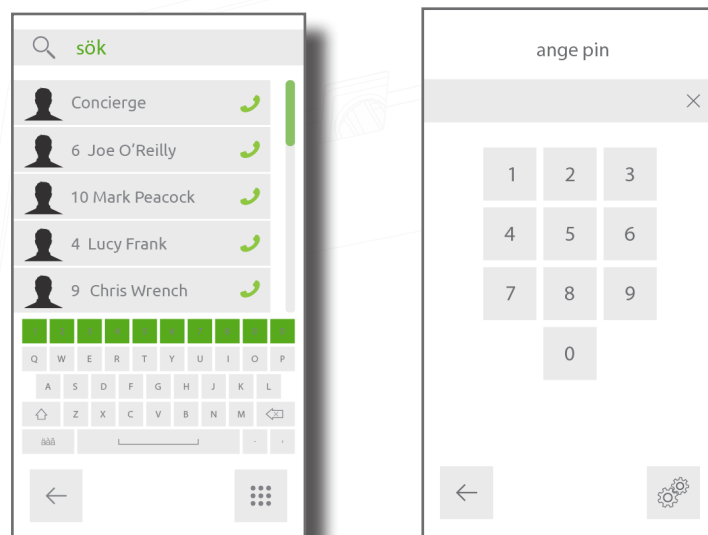 sök
Concierge
6 Joe O'Reilly
10 Mark Peacock
4 Lucy Frank
9 Chris Wrench
Q W E R T Y U I O P
A S D F G H J K L
Z X C V B N M
âàã - ,
ange pin
1 2 3
4 5 6
7 8 9
0